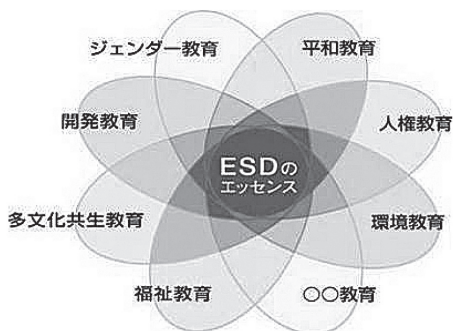 ジェンダー教育
平和教育
開発教育
人権教育
ESDの
エッセンス
多文化共生教育
環境教育
福祉教育
○○教育